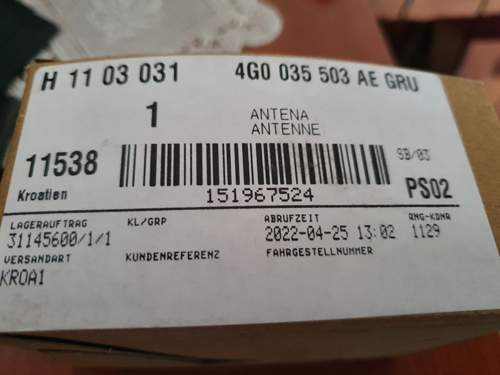 H 11 03 031 4G0 035 503 AE GRU
1 ANTENA
ANTENNE
11538 SB/03
Kroatien 151967524 PS02
LAGERAUFTRAG KL/GRP ABRUFZEIT RNG-KDNR
31145600/1/1 2022-04-25 13:02 1129
VERSANDART KUNDENREFERENZ FAHRGESTELLNUMMER
KROA1